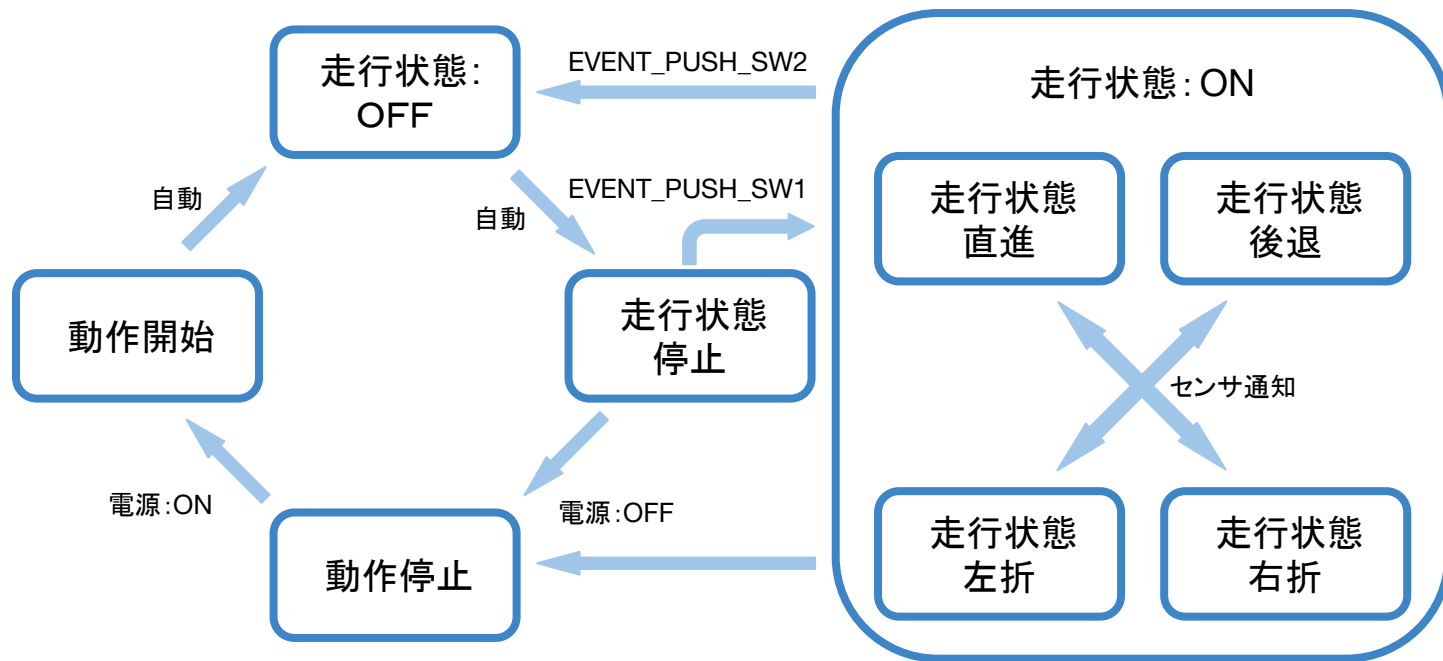 走行状態:
OFF
EVENT_PUSH_SW2
走行状態:ON
自動
自動
EVENT_PUSH_SW1
走行状態
直進
走行状態
後退
動作開始
走行状態
停止
センサ通知
電源:ON
電源:OFF
動作停止
走行状態
左折
走行状態
右折